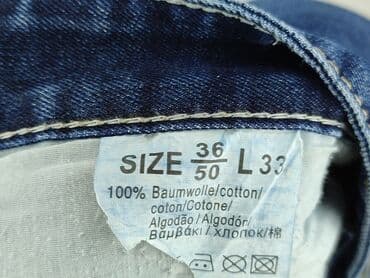 SIZE 36/50 L 33
100% Baumwolle/cotton/
coton/Cotone/
Algodão/Algodón/
Βαμβάκι/хлопок/棉